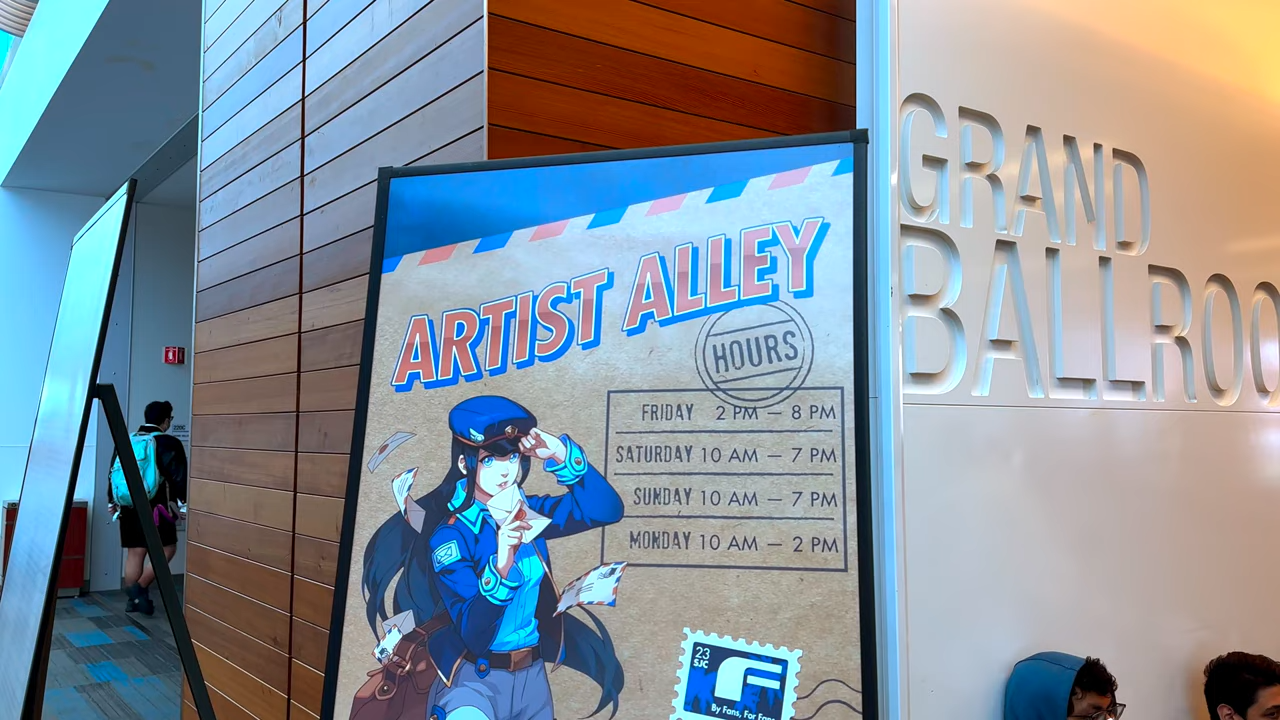 GRAND
BALLROO
ARTIST ALLEY
HOURS
FRIDAY 2 PM — 8 PM
SATURDAY 10 AM — 7 PM
SUNDAY 10 AM — 7 PM
MONDAY 10 AM — 2 PM
23
SJC
By Fans, For Fans